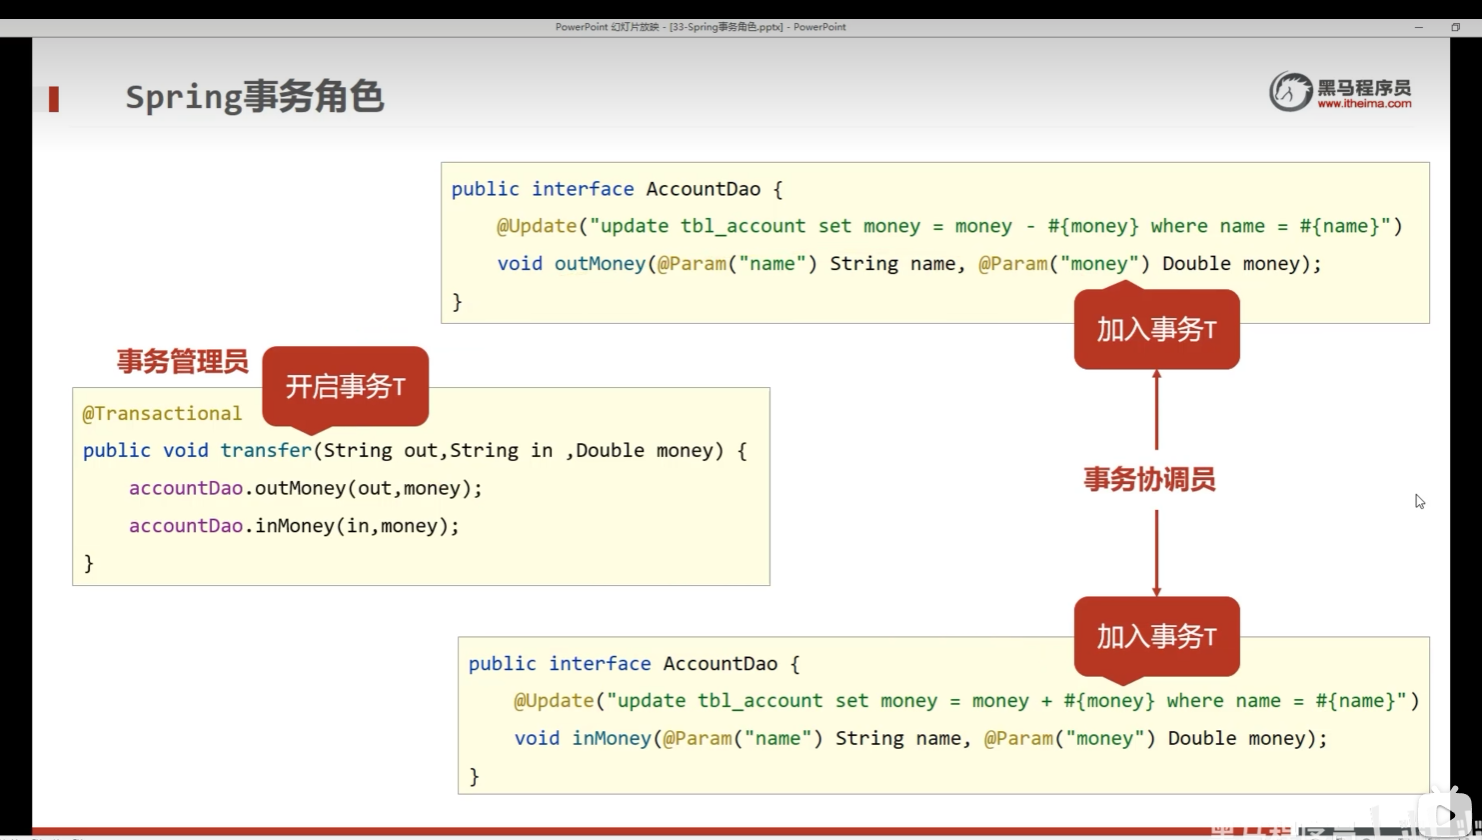 PowerPoint 幻灯片放映 - [33-Spring事务角色.pptx] - PowerPoint
Spring事务角色
黑马程序员
www.itheima.com
public interface AccountDao {
@Update("update tbl_account set money = money - #{money} where name = #{name}")
void outMoney(@Param("name") String name, @Param("money") Double money);
}
加入事务T
事务管理员
开启事务T
@Transactional
public void transfer(String out,String in ,Double money) {
accountDao.outMoney(out,money);
accountDao.inMoney(in,money);
}
事务协调员
加入事务T
public interface AccountDao {
@Update("update tbl_account set money = money + #{money} where name = #{name}")
void inMoney(@Param("name") String name, @Param("money") Double money);
}